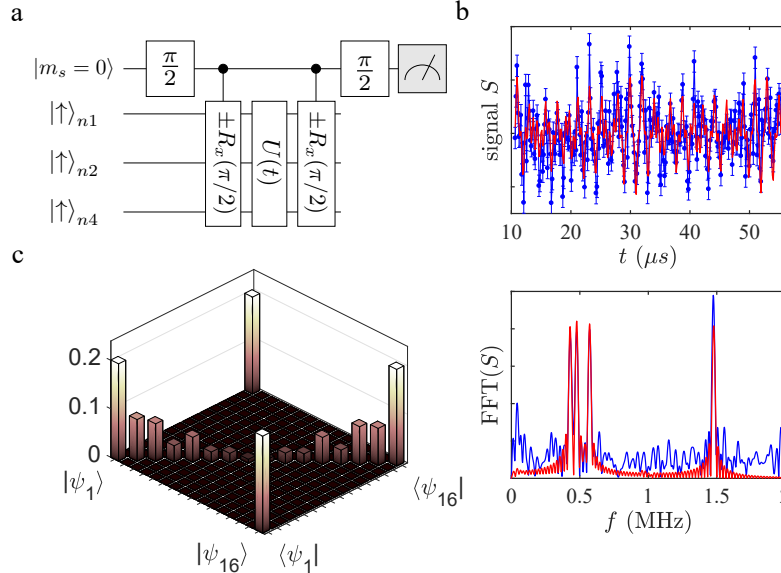 a
|m_s = 0⟩
π/2
π/2
|↑⟩_n1
|↑⟩_n2
|↑⟩_n4
±R_x(π/2)
U(t)
±R_x(π/2)
b
signal S
10 20 30 40 50
t (μs)
c
0.2
0.1
0
|ψ_1⟩
|ψ_16⟩
⟨ψ_1|
⟨ψ_16|
FFT(S)
0 0.5 1 1.5
f (MHz)